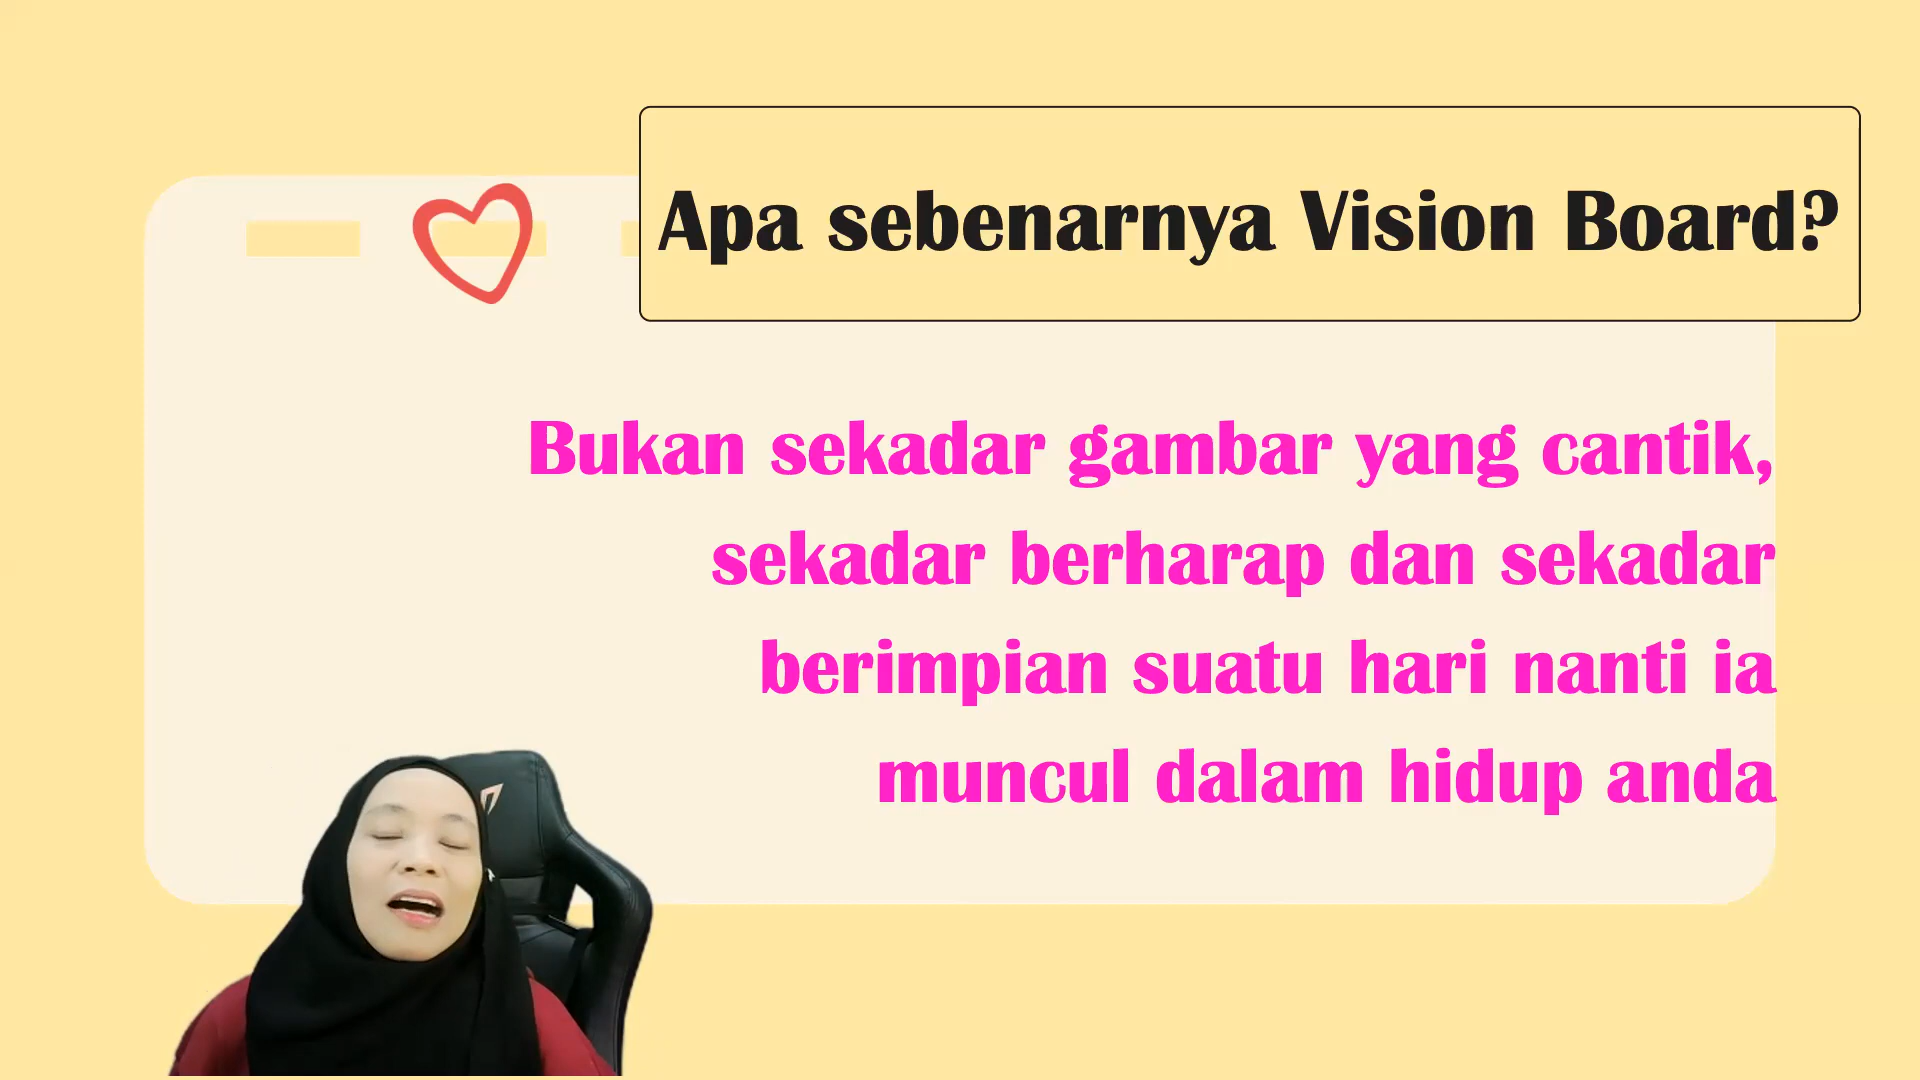 Apa sebenarnya Vision Board?
Bukan sekadar gambar yang cantik,
sekadar berharap dan sekadar
berimpian suatu hari nanti ia
muncul dalam hidup anda